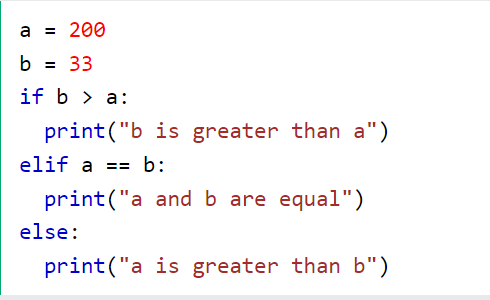 a = 200
b = 33
if b > a:
  print("b is greater than a")
elif a == b:
  print("a and b are equal")
else:
  print("a is greater than b")